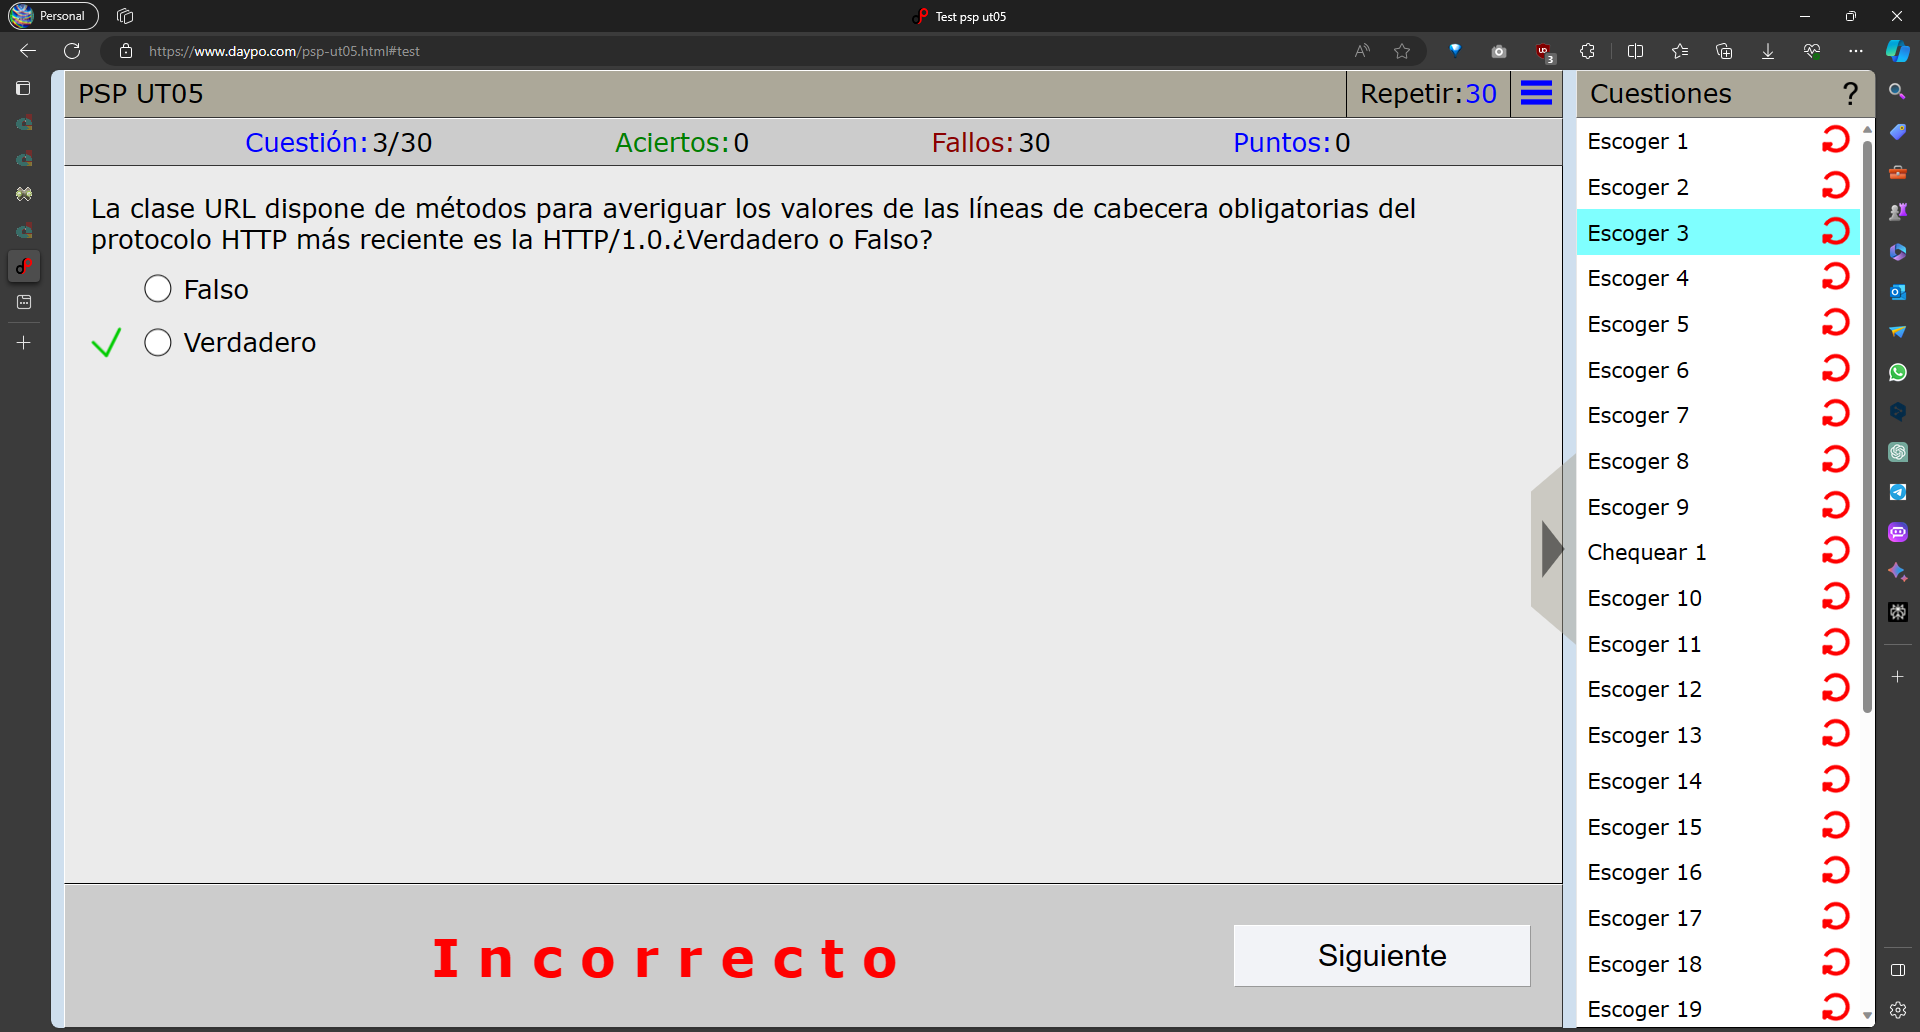 Personal
Test psp ut05
https://www.daypo.com/psp-ut05.html#test
3
PSP UT05
Repetir:30
Cuestión:3/30
Aciertos:0
Fallos:30
Puntos:0
La clase URL dispone de métodos para averiguar los valores de las líneas de cabecera obligatorias del
protocolo HTTP más reciente es la HTTP/1.0.¿Verdadero o Falso?
Falso
Verdadero
Incorrecto
Siguiente
Cuestiones
?
Escoger 1
Escoger 2
Escoger 3
Escoger 4
Escoger 5
Escoger 6
Escoger 7
Escoger 8
Escoger 9
Chequear 1
Escoger 10
Escoger 11
Escoger 12
Escoger 13
Escoger 14
Escoger 15
Escoger 16
Escoger 17
Escoger 18
Escoger 19